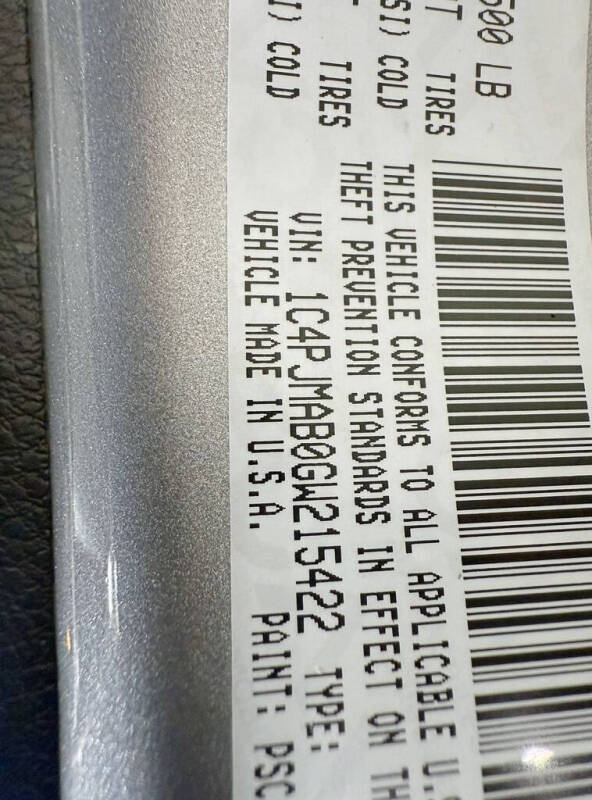 500 LB
TIRES
SI) COLD
TIRES
I) COLD
THIS VEHICLE CONFORMS TO ALL APPLICABLE U.S
THEFT PREVENTION STANDARDS IN EFFECT ON TH
VIN: 1C4PJMAB0GW215422 TYPE:
VEHICLE MADE IN U.S.A. PAINT: PSC